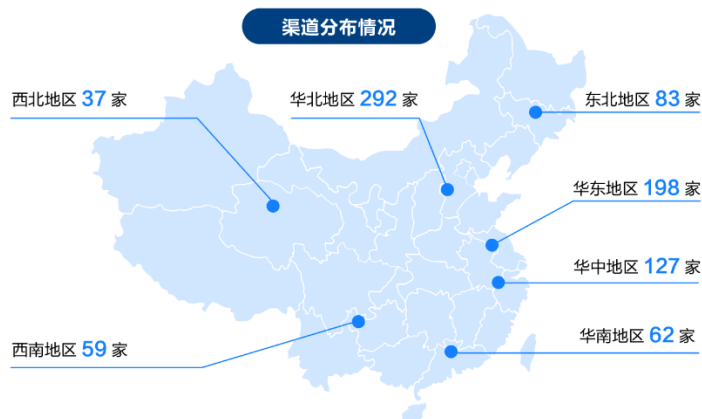 渠道分布情况
西北地区 37 家
华北地区 292 家
东北地区 83 家
华东地区 198 家
华中地区 127 家
华南地区 62 家
西南地区 59 家